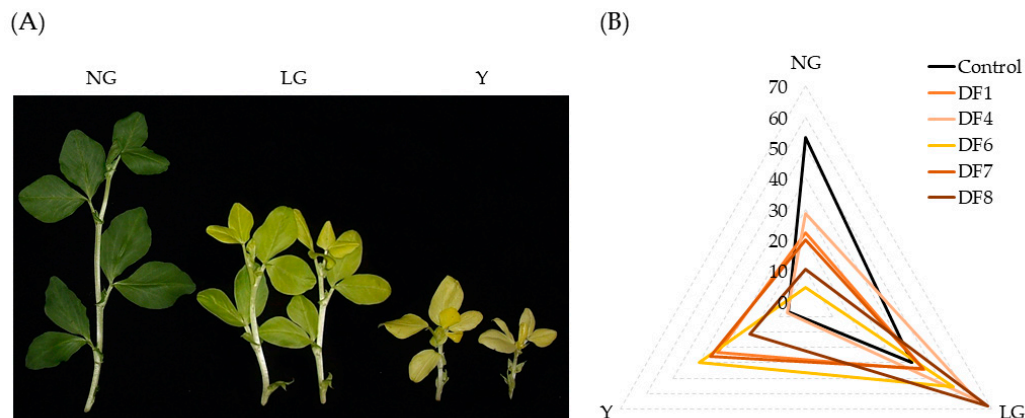 (A)
NG LG Y
(B)
NG
70
60
50
40
30
20
10
0
Y
LG
Control
DF1
DF4
DF6
DF7
DF8